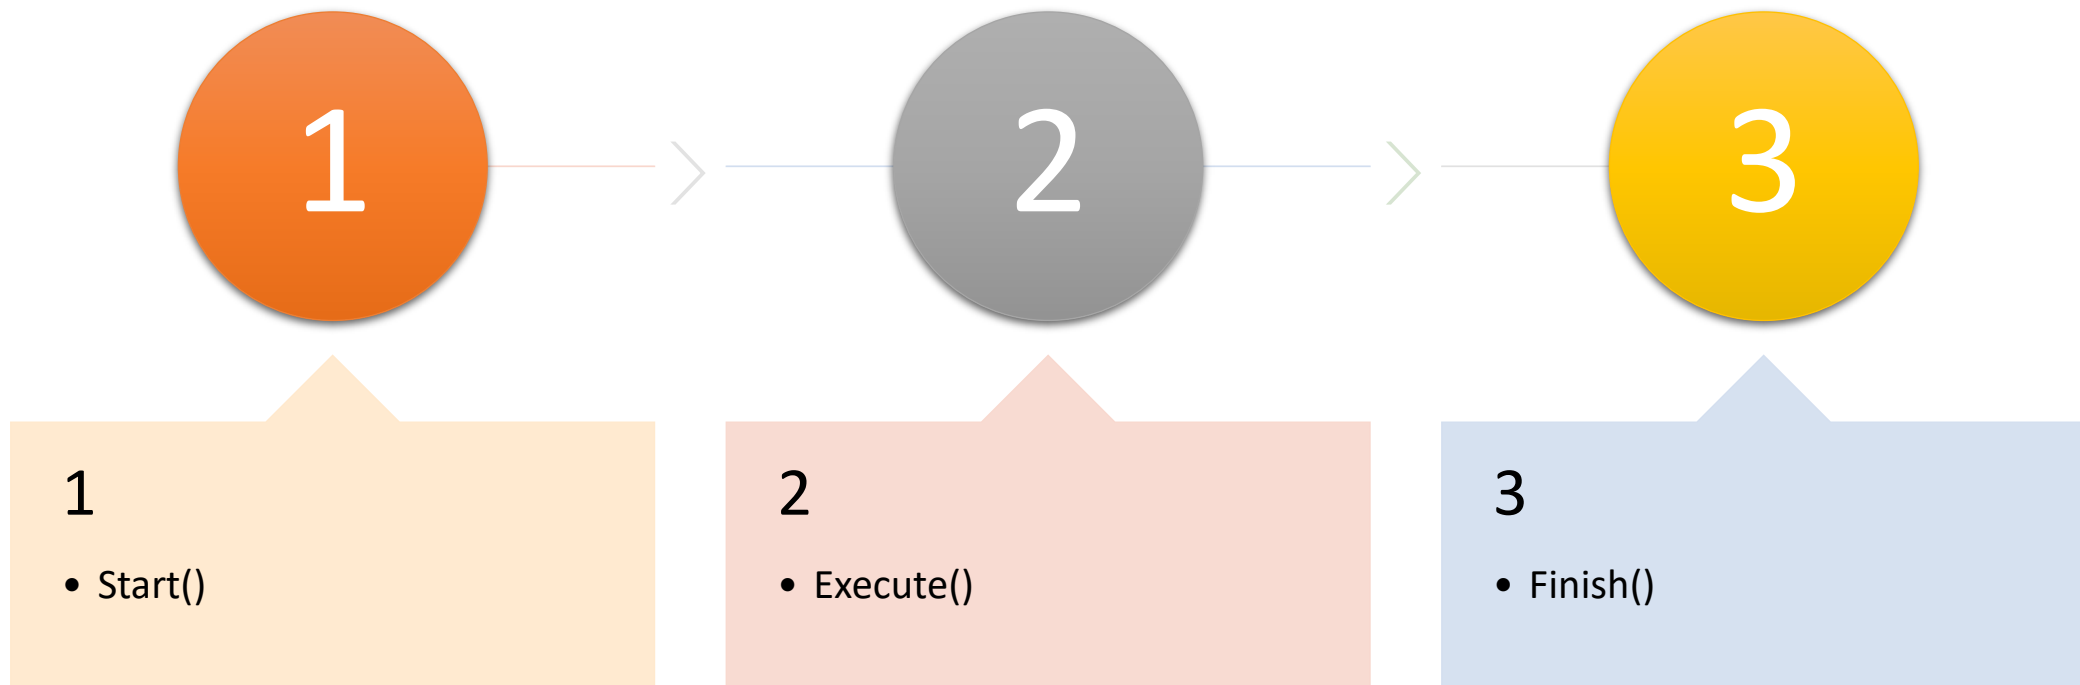 1
2
3
1
• Start()
2
• Execute()
3
• Finish()